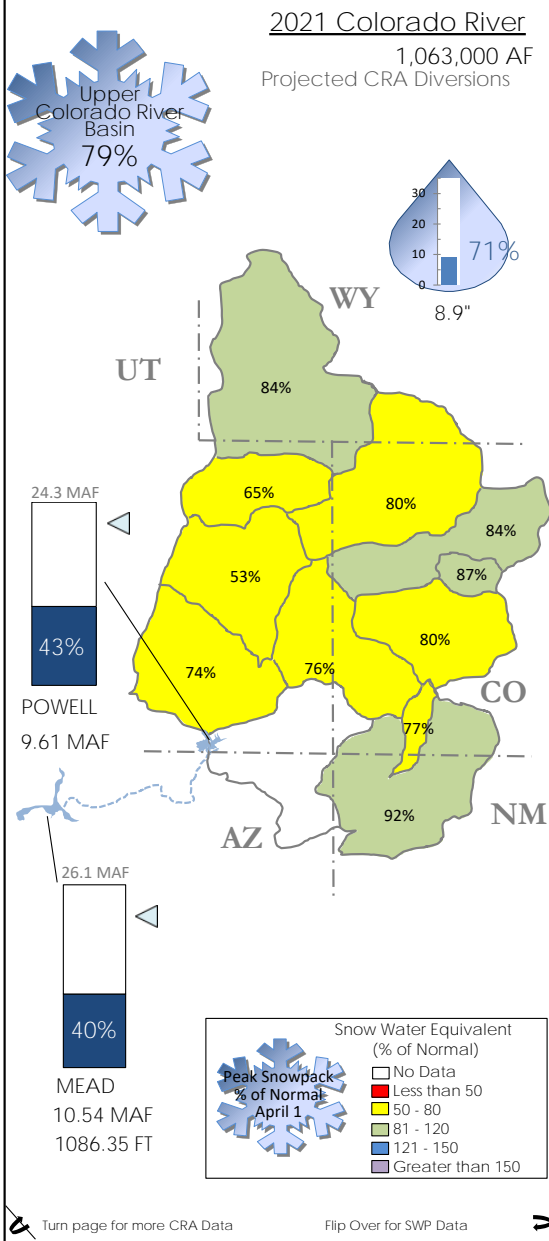 2021 Colorado River
1,063,000 AF
Projected CRA Diversions
Upper
Colorado River
Basin
79%
30
20
10
0
71%
8.9"
WY
UT
84%
65%
80%
84%
53%
87%
80%
74%
76%
CO
77%
92%
NM
AZ
24.3 MAF
43%
POWELL
9.61 MAF
26.1 MAF
40%
MEAD
10.54 MAF
1086.35 FT
Peak Snowpack
% of Normal
April 1
Snow Water Equivalent
(% of Normal)
No Data
Less than 50
50 - 80
81 - 120
121 - 150
Greater than 150
Turn page for more CRA Data
Flip Over for SWP Data